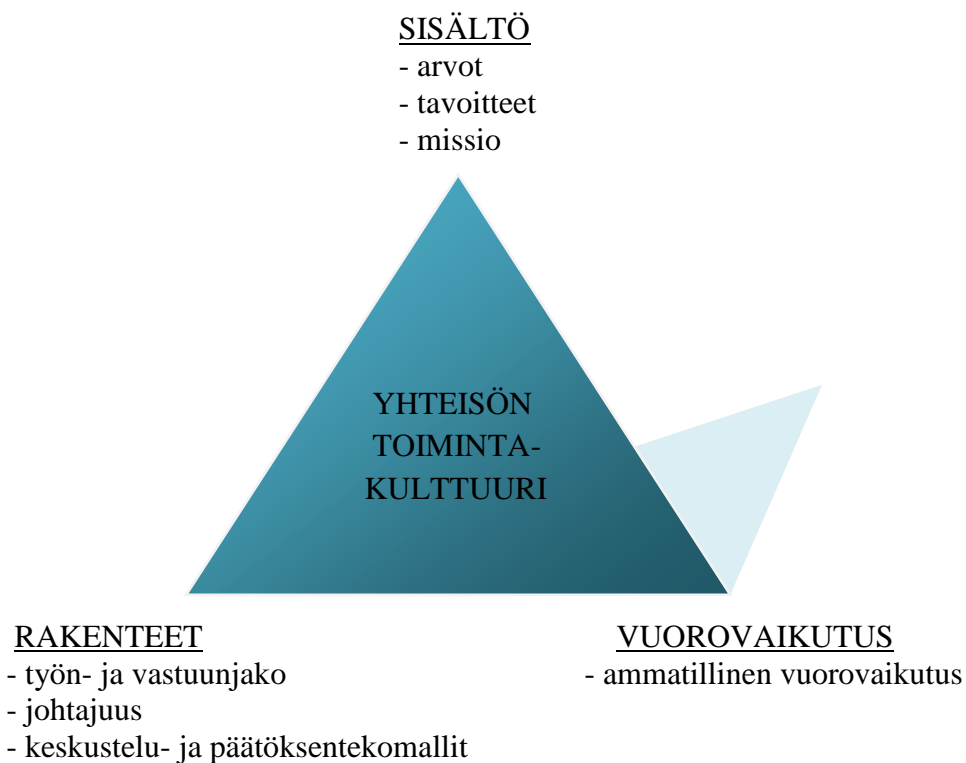 SISÄLTÖ
- arvot
- tavoitteet
- missio
YHTEISÖN
TOIMINTA-
KULTTUURI
RAKENTEET
- työn- ja vastuunjako
- johtajuus
- keskustelu- ja päätöksentekomallit
VUOROVAIKUTUS
- ammatillinen vuorovaikutus